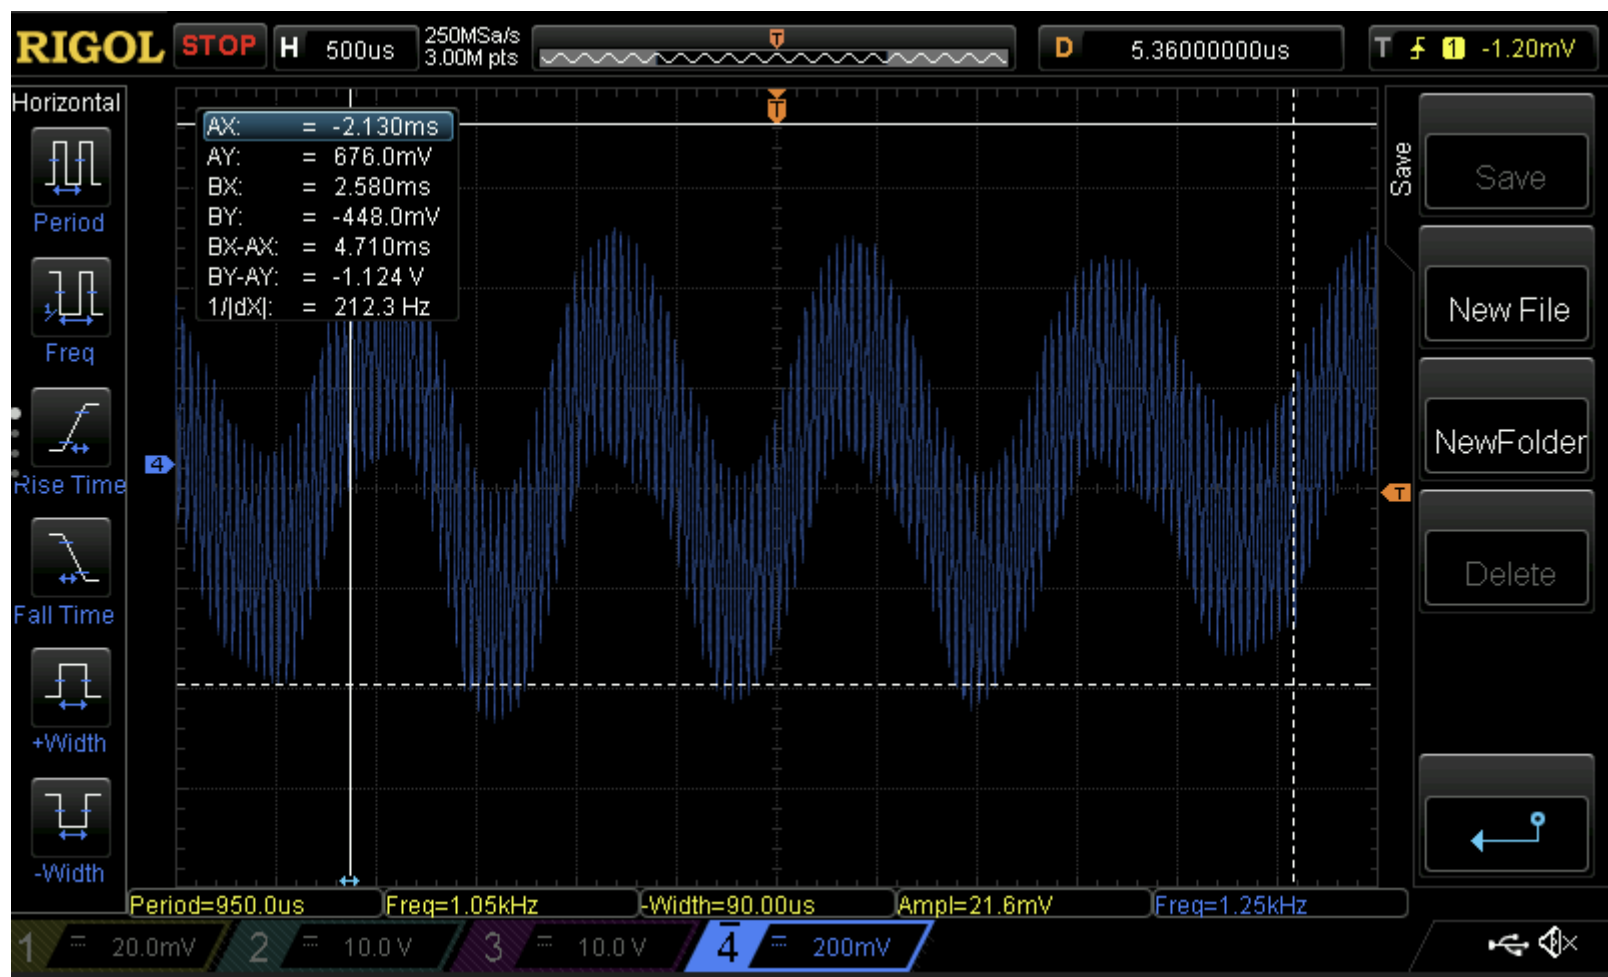 RIGOL STOP H 500us 250MSa/s 3.00M pts T D 5.36000000us T 1 -1.20mV
Horizontal
Period
Freq
Rise Time
Fall Time
+Width
-Width
T
AX: = -2.130ms
AY: = 676.0mV
BX: = 2.580ms
BY: = -448.0mV
BX-AX: = 4.710ms
BY-AY: = -1.124 V
1/|dX|: = 212.3 Hz
4
T
Save
Save
New File
NewFolder
Delete
Period=950.0us Freq=1.05kHz -Width=90.00us Ampl=21.6mV Freq=1.25kHz
1 = 20.0mV 2 = 10.0 V 3 = 10.0 V 4 = 200mV